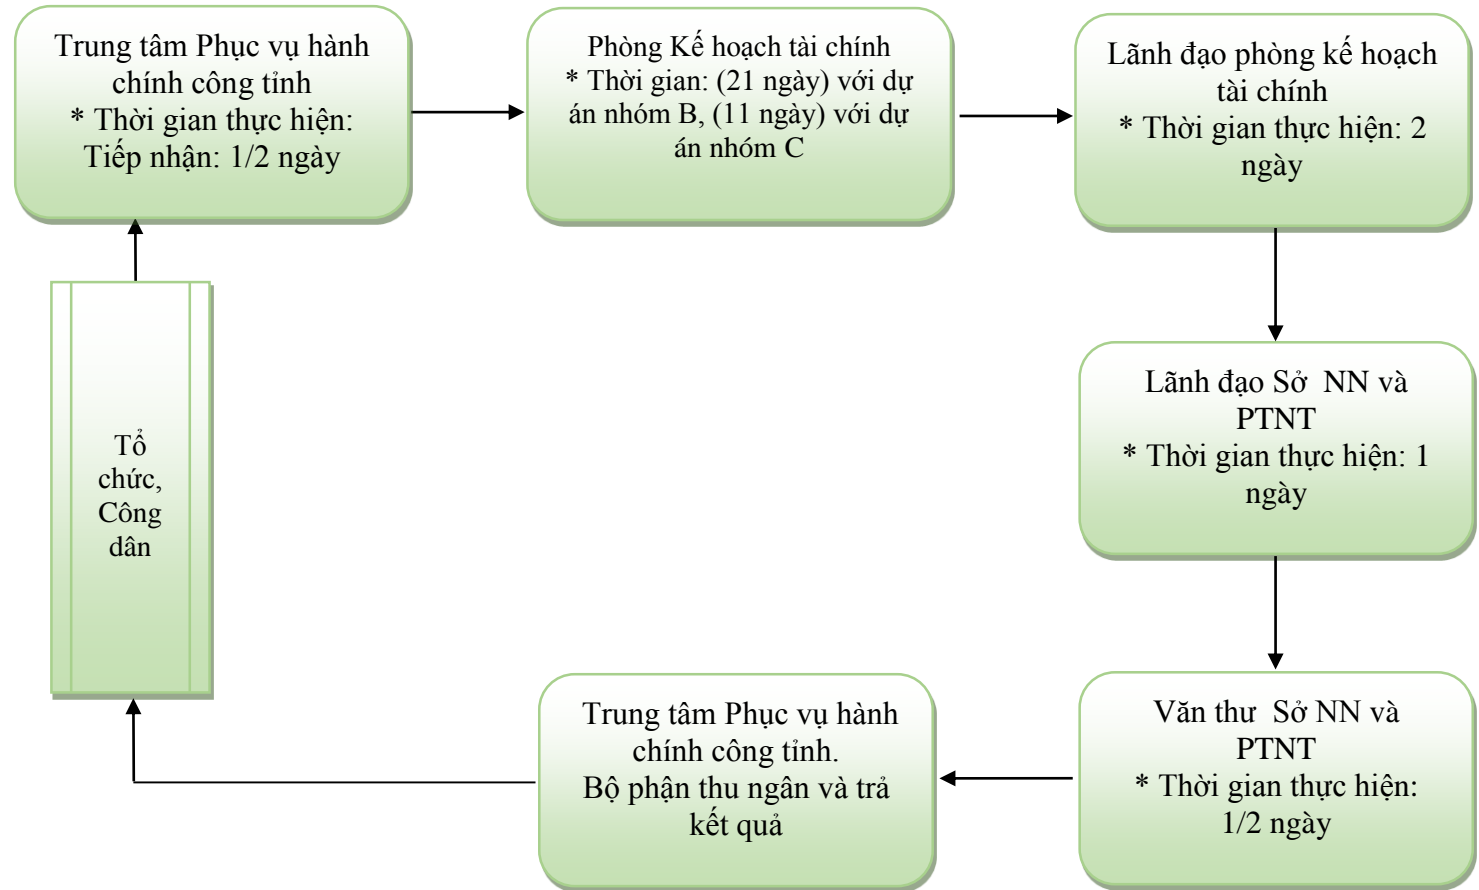 Trung tâm Phục vụ hành
chính công tỉnh
* Thời gian thực hiện:
Tiếp nhận: 1/2 ngày
Phòng Kế hoạch tài chính
* Thời gian: (21 ngày) với dự
án nhóm B, (11 ngày) với dự
án nhóm C
Lãnh đạo phòng kế hoạch
tài chính
* Thời gian thực hiện: 2
ngày
Lãnh đạo Sở  NN và
PTNT
* Thời gian thực hiện: 1
ngày
Văn thư  Sở NN và
PTNT
* Thời gian thực hiện:
1/2 ngày
Trung tâm Phục vụ hành
chính công tỉnh.
Bộ phận thu ngân và trả
kết quả
Tổ
chức,
Công
dân